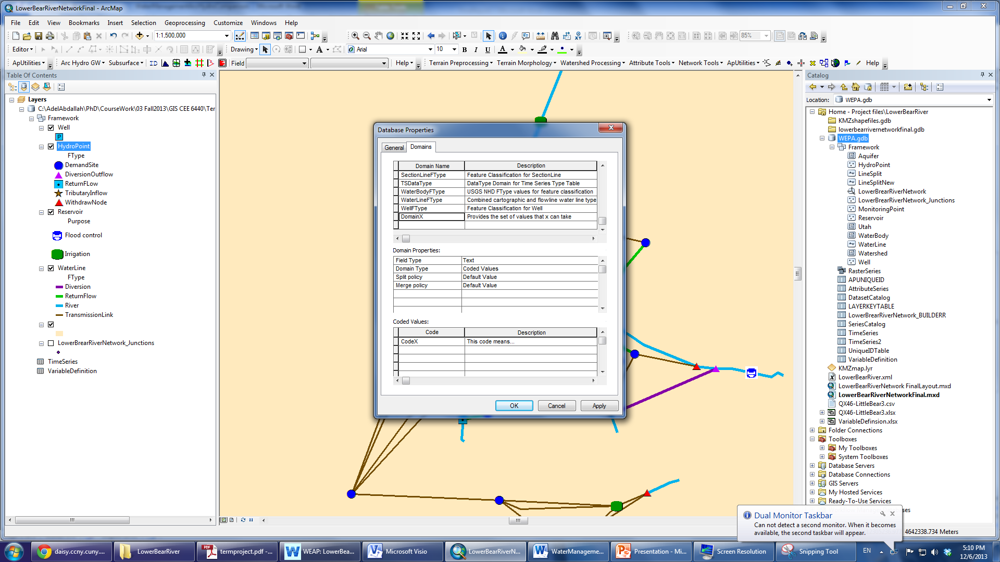 LowerBearRiverNetworkFinal - ArcMap
File Edit View Bookmarks Insert Selection Geoprocessing Customize Windows Help
1:1,500,000
85%
Editor Drawing Arial 10 B I U A
ApUtilities Arc Hydro GW Subsurface ID Field Help Terrain Preprocessing Terrain Morphology Watershed Processing Attribute Tools Network Tools ApUtilities Help
Table Of Contents
Layers
C:\AdelAbdallah\PhD\CourseWork\03 Fall2013\GIS CEE 6440\Ter
Framework
Well
P
HydroPoint
FType
DemandSite
DiversionOutflow
ReturnFLow
TributaryInflow
WithdrawNode
Reservoir
Purpose
Flood control
Irrigation
WaterLine
FType
Diversion
ReturnFlow
River
TransmissionLink
LowerBrearRiverNetwork_Junctions
TimeSeries
VariableDefinition
Database Properties
General Domains
Domain Name Description
SectionLineFType Feature Classification for SectionLine
TSDataType DataType Domain for Time Series Type Table
WaterBodyFType USGS NHD FType values for feature classification
WaterLineFType Combined cartographic and flowline water line type
WellFType Feature Classification for Well
DomainX Provides the set of values that x can take
Domain Properties:
Field Type Text
Domain Type Coded Values
Split policy Default Value
Merge policy Default Value
Coded Values:
Code Description
CodeX This code means...
OK Cancel Apply
Catalog
Location: WEPA.gdb
Home - Project files\LowerBearRiver
KMZshapefiles.gdb
lowerbearrivernetworkfinal.gdb
WEPA.gdb
Framework
Aquifer
HydroPoint
LineSplit
LineSplitNew
LowerBrearRiverNetwork
LowerBrearRiverNetwork_Junctions
MonitoringPoint
Reservoir
Utah
WaterBody
WaterLine
Watershed
Well
RasterSeries
APUNIQUEID
AttributeSeries
DatasetCatalog
LAYERKEYTABLE
LowerBrearRiverNetwork_BUILDERR
SeriesCatalog
TimeSeries
TimeSeries2
UniqueIDTable
VariableDefinition
KMZmap.lyr
LowerBearRiver.xml
LowerBearRiverNetwork FinalLayout.mxd
LowerBearRiverNetworkFinal.mxd
QX46-LittleBear3.csv
QX46-LittleBear3.xlsx
VariableDefinsion.xlsx
Folder Connections
Toolboxes
My Toolboxes
System Toolboxes
Database Servers
Database Connections
GIS Servers
My Hosted Services
Ready-To-Use Services
ses
Dual Monitor Taskbar
Can not detect a second monitor. When it becomes
available, the second taskbar will appear.
4642338.734 Meters
daisy.ccny.cuny.... LowerBearRiver termproject.pdf -... WEAP: LowerBea... Microsoft Visio LowerBearRiverN... WaterManageme... Presentation - Mi... Screen Resolution Snipping Tool EN 5:10 PM
12/6/2013